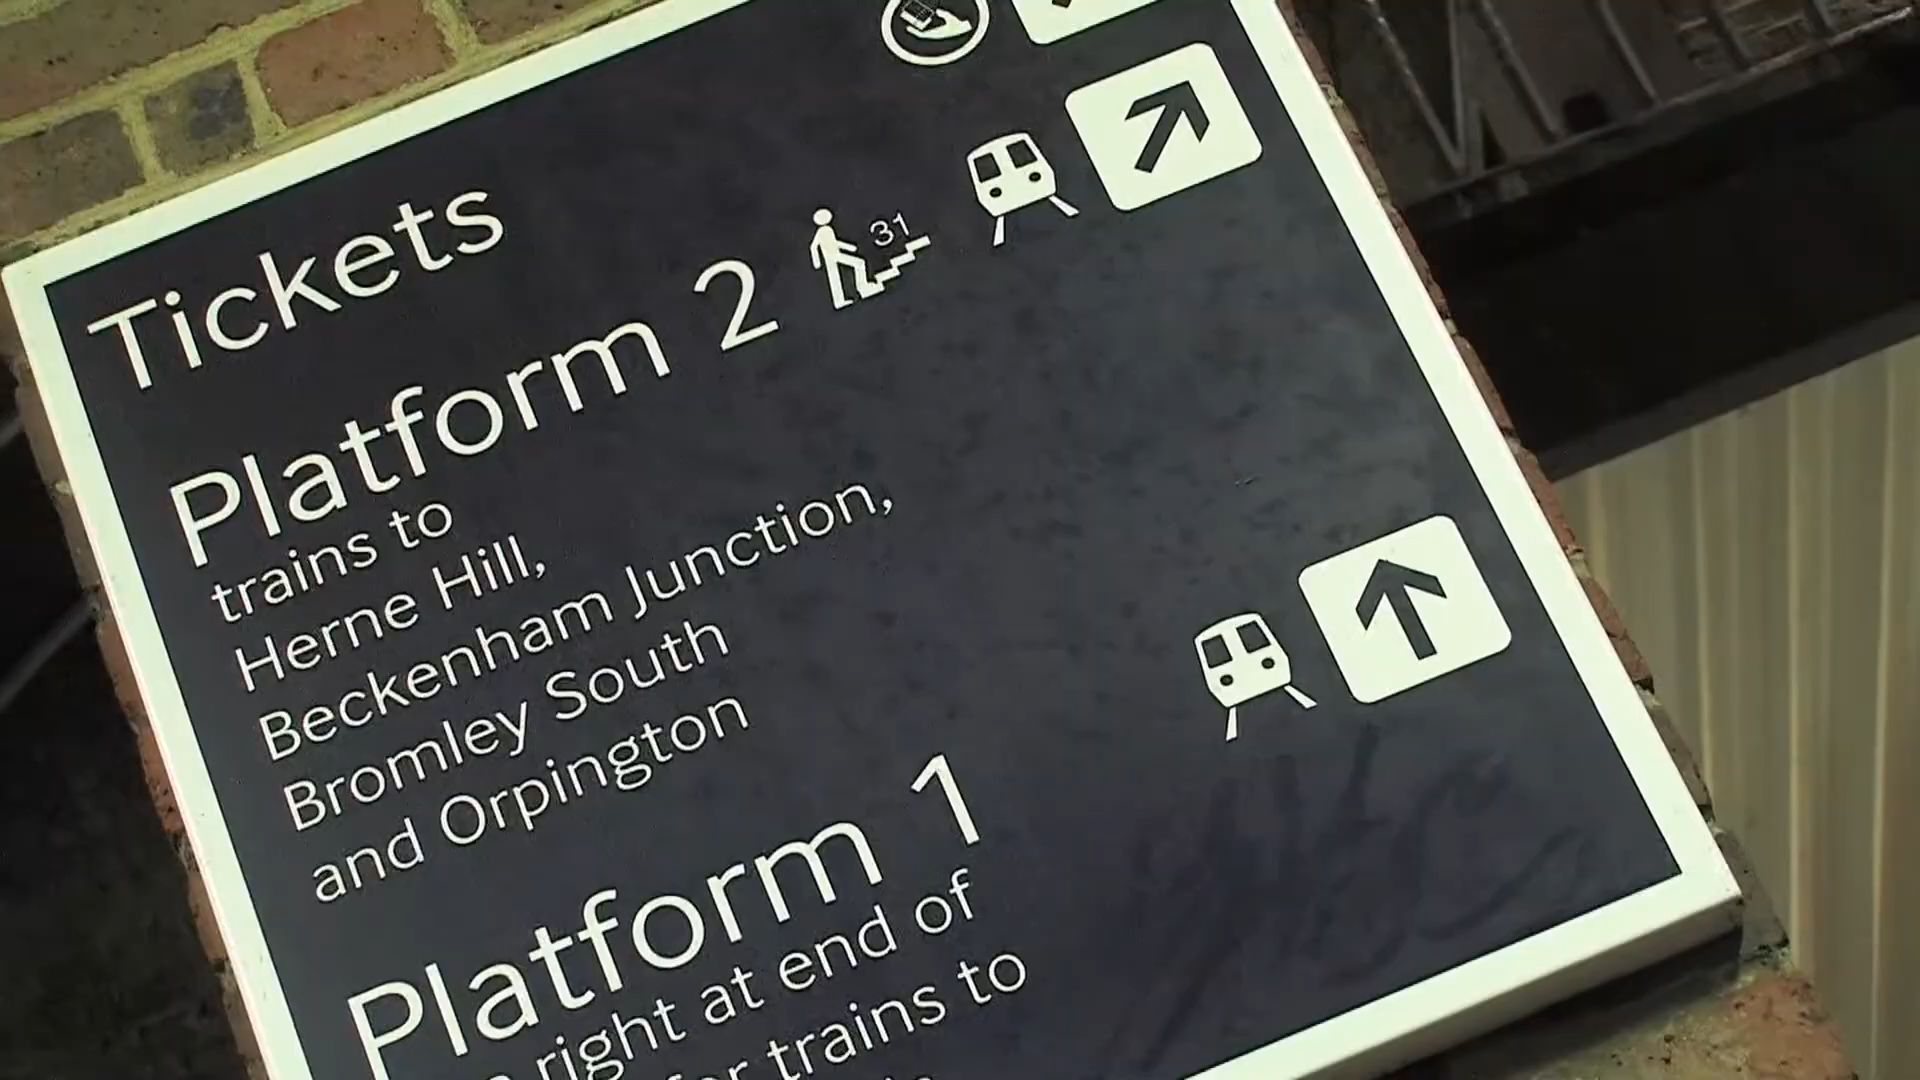 Tickets
Platform 2
31
trains to
Herne Hill,
Beckenham Junction,
Bromley South
and Orpington
Platform 1
right at end of
for trains to